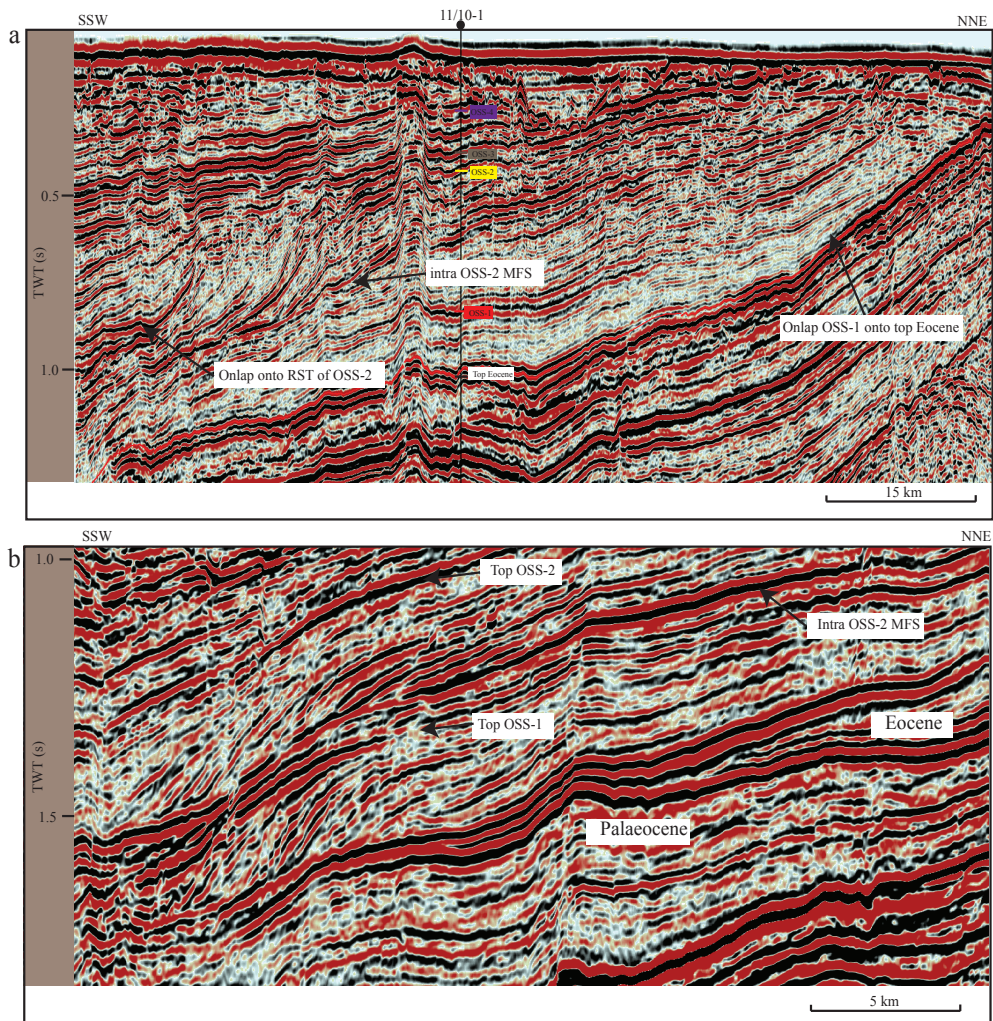 SSW
11/10-1
NNE
a
OSS-3
OSS-2
0.5
TWT (s)
intra OSS-2 MFS
OSS-1
Onlap OSS-1 onto top Eocene
1.0
Onlap onto RST of OSS-2
Top Eocene
15 km
b
SSW
NNE
1.0
Top OSS-2
Intra OSS-2 MFS
Top OSS-1
Eocene
TWT (s)
1.5
Palaeocene
5 km